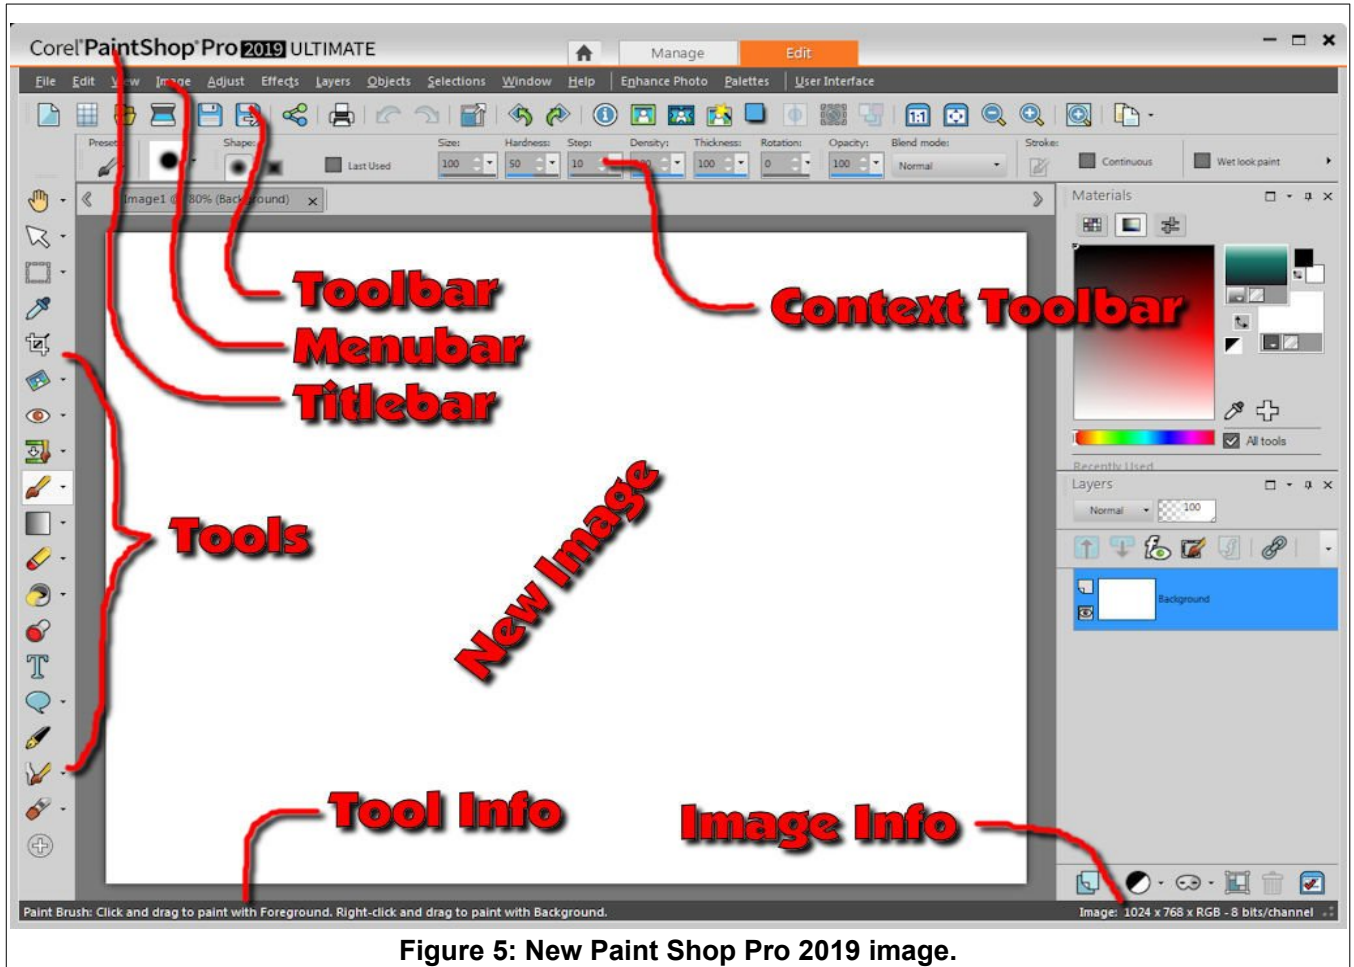 Corel® PaintShop® Pro 2019 ULTIMATE
Manage
Edit
File Edit View Image Adjust Effects Layers Objects Selections Window Help Enhance Photo Palettes User Interface
1:1
Shape: Size: Hardness: Step: Density: Thickness: Rotation: Opacity: Blend mode: Stroke:
Last Used 100 50 10 100 0 100 Normal Continuous Wet look paint
(Background)
Materials
Toolbar
Context Toolbar
Menubar
Titlebar
All tools
Recently Used
Layers
Normal 100
Tools
New Image
Background
Tool Info
Image Info
Paint Brush: Click and drag to paint with Foreground. Right-click and drag to paint with Background.
Image: 1024 x 768 x RGB - 8 bits/channel
Figure 5: New Paint Shop Pro 2019 image.